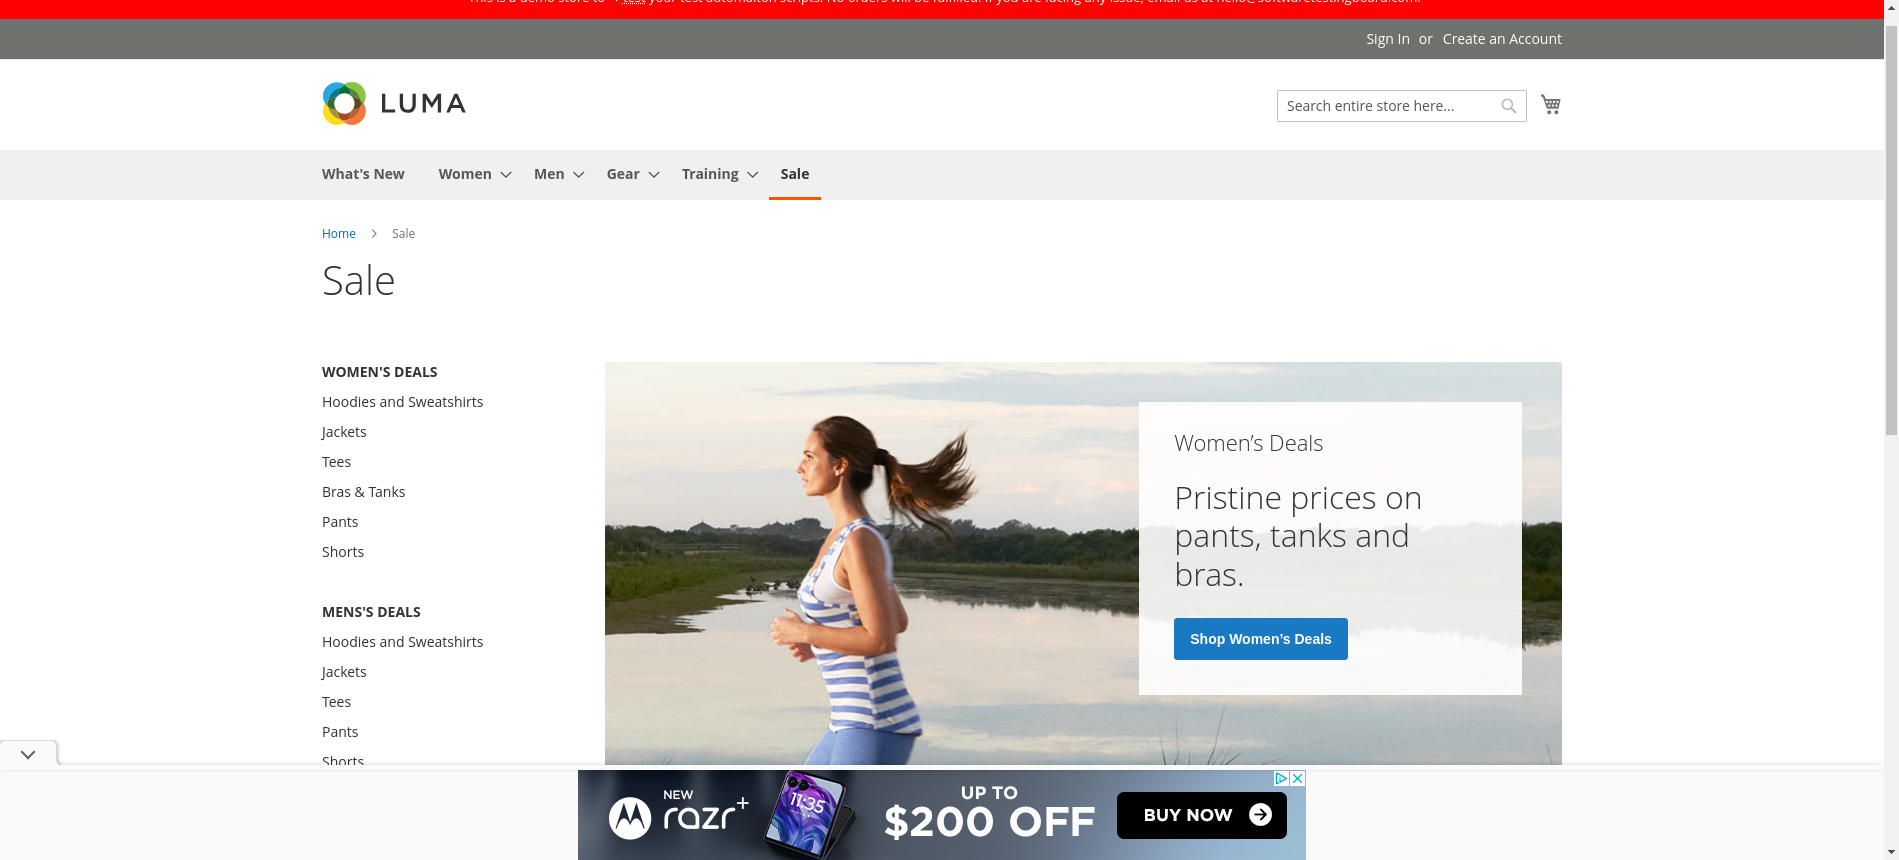 This is a demo store to test your test automaiton scripts. No orders will be fulfilled. If you are facing any issue, email us at hello@softwaretestingboard.com.
Sign In or Create an Account
LUMA
Search entire store here...
What's New Women Men Gear Training Sale
Home Sale
Sale
WOMEN'S DEALS
Hoodies and Sweatshirts
Jackets
Tees
Bras & Tanks
Pants
Shorts
MENS'S DEALS
Hoodies and Sweatshirts
Jackets
Tees
Pants
Shorts
Women’s Deals
Pristine prices on
pants, tanks and
bras.
Shop Women’s Deals
NEW
razr+
11:35
UP TO
$200 OFF
BUY NOW